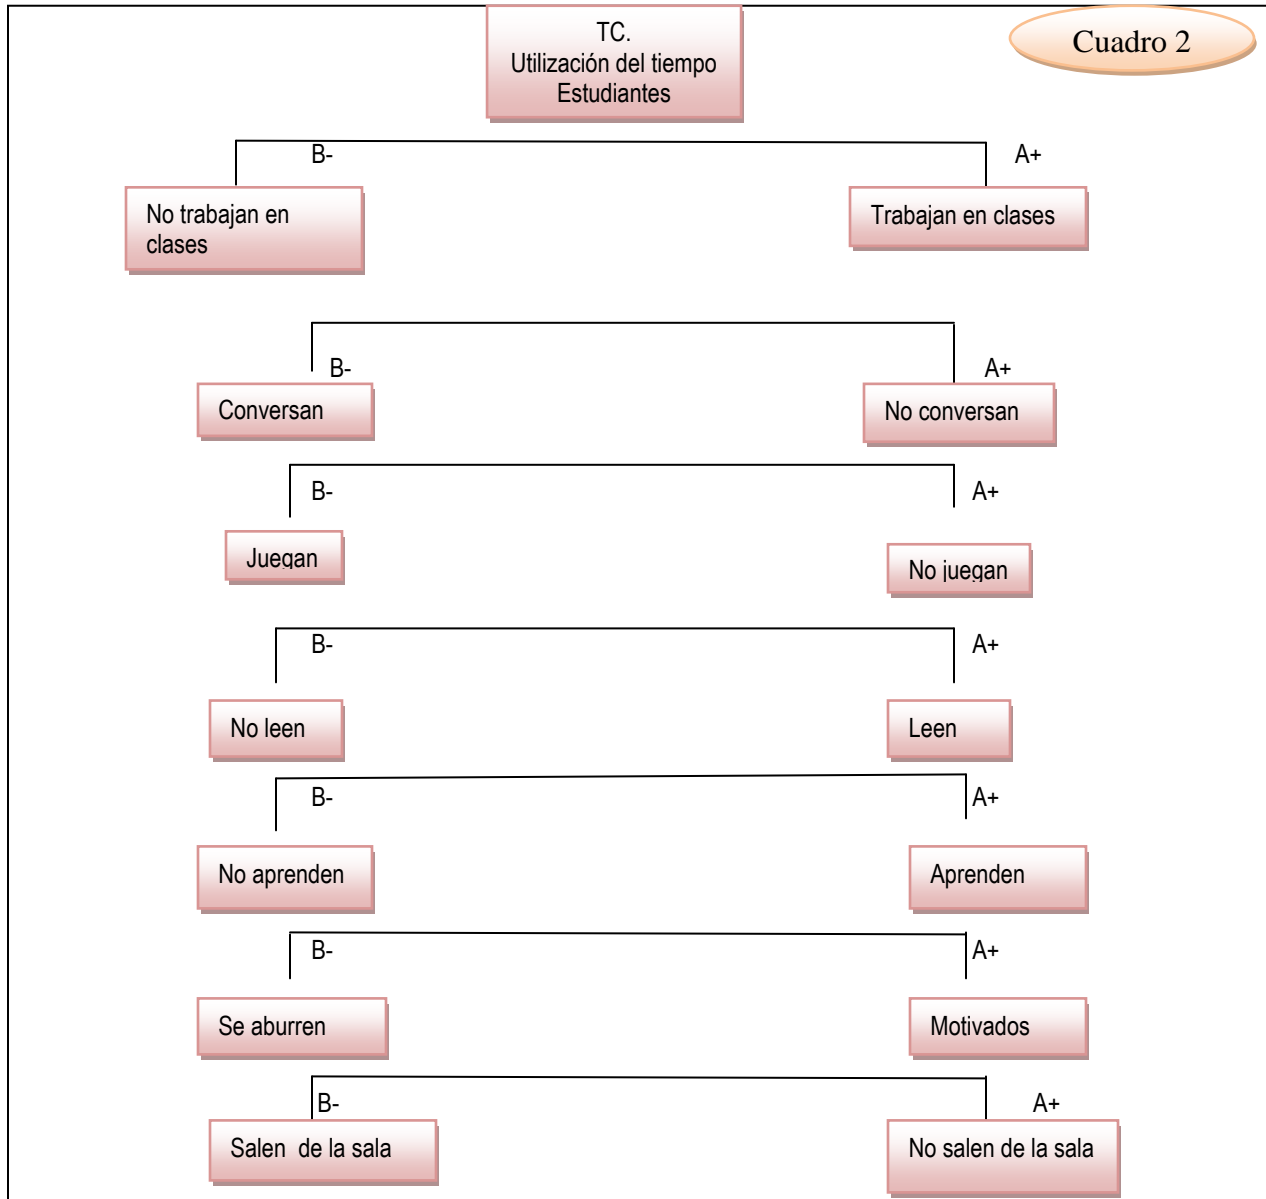 TC.
Utilización del tiempo
Estudiantes
Cuadro 2
B-
A+
No trabajan en
clases
Trabajan en clases
B-
A+
Conversan
No conversan
B-
A+
Juegan
No juegan
B-
A+
No leen
Leen
B-
A+
No aprenden
Aprenden
B-
A+
Se aburren
Motivados
B-
A+
Salen de la sala
No salen de la sala